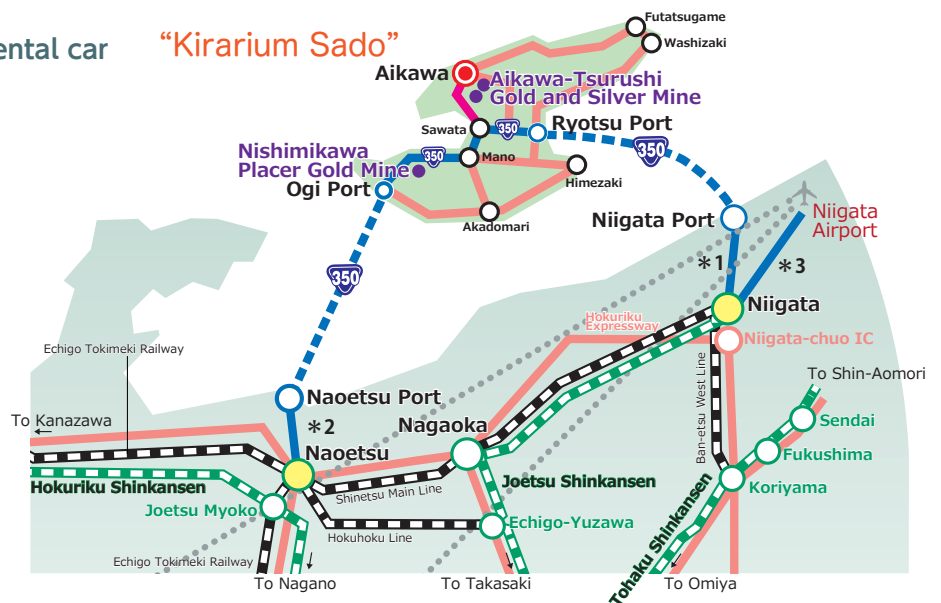 ental car
“Kirarium Sado”
Futatsugame
Washizaki
Aikawa
Aikawa-Tsurushi
Gold and Silver Mine
Sawata
350
Ryotsu Port
350
Nishimikawa
Placer Gold Mine
350
Mano
Himezaki
Ogi Port
Akadomari
Niigata Port
Niigata
Airport
*1
*3
350
Niigata
Hokuriku
Expressway
Niigata-chuo IC
Echigo Tokimeki Railway
To Shin-Aomori
To Kanazawa
Naoetsu Port
*2
Nagaoka
Ban-etsu West Line
Sendai
Naoetsu
Fukushima
Hokuriku Shinkansen
Shinetsu Main Line
Joetsu Shinkansen
Koriyama
Joetsu Myoko
Hokuhoku Line
Echigo-Yuzawa
Tohaku Shinkansen
Echigo Tokimeki Railway
To Nagano
To Takasaki
To Omiya